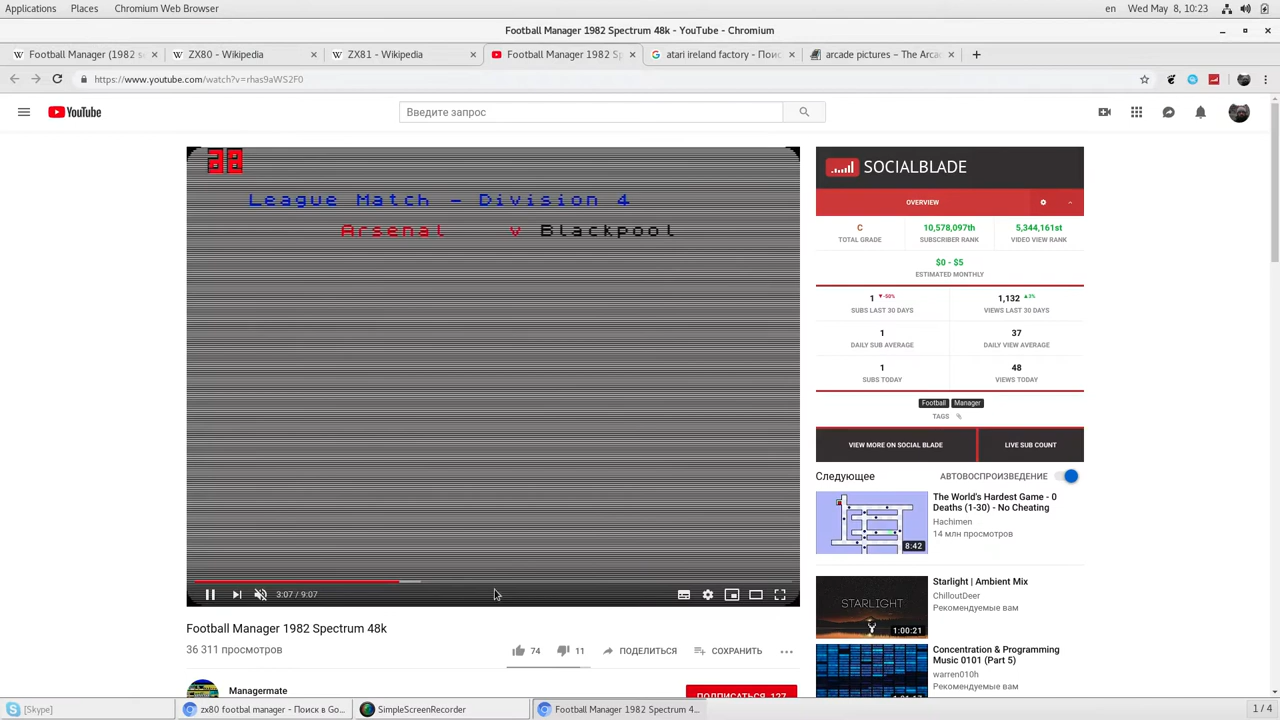 Applications Places Chromium Web Browser en Wed May 8, 10:23
Football Manager 1982 Spectrum 48k - YouTube - Chromium
Football Manager (1982 s ZX80 - Wikipedia ZX81 - Wikipedia Football Manager 1982 Sp atari ireland factory - Поис arcade pictures – The Arca
https://www.youtube.com/watch?v=rhas9aWS2F0
YouTube
Введите запрос
28
League Match - Division 4
Arsenal v Blackpool
3:07 / 9:07
Football Manager 1982 Spectrum 48k
36 311 просмотров
74
СОХРАНИТЬ
Managermate
ПОДПИСАТЬСЯ 127
SOCIALBLADE
OVERVIEW
C 10,578,097th 5,344,161st
TOTAL GRADE SUBSCRIBER RANK VIDEO VIEW RANK
$0 - $5
ESTIMATED MONTHLY
1 ▼-50% 1,132 ▲3%
SUBS LAST 30 DAYS VIEWS LAST 30 DAYS
1 37
DAILY SUB AVERAGE DAILY VIEW AVERAGE
1 48
SUBS TODAY VIEWS TODAY
Football Manager
TAGS
VIEW MORE ON SOCIAL BLADE LIVE SUB COUNT
Следующее АВТОВОСПРОИЗВЕДЕНИЕ
The World's Hardest Game - 0
Deaths (1-30) - No Cheating
Hachimen
14 млн просмотров
8:42
Starlight | Ambient Mix
ChilloutDeer
Рекомендуемые вам
STARLIGHT
1:00:21
Concentration & Programming
Music 0101 (Part 5)
warren010h
Рекомендуемые вам
[Skype] Football Manager 1982 Spectrum 4... 1 / 4